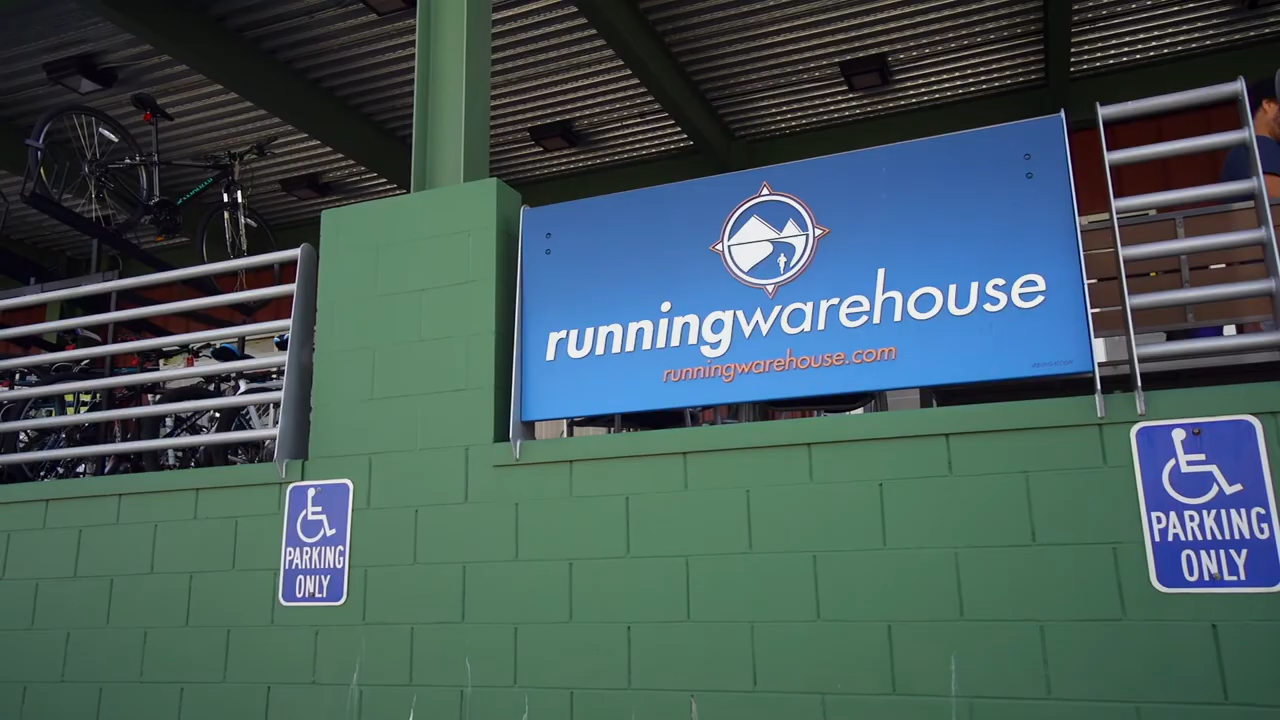 runningwarehouse
runningwarehouse.com
PARKING
ONLY
PARKING
ONLY